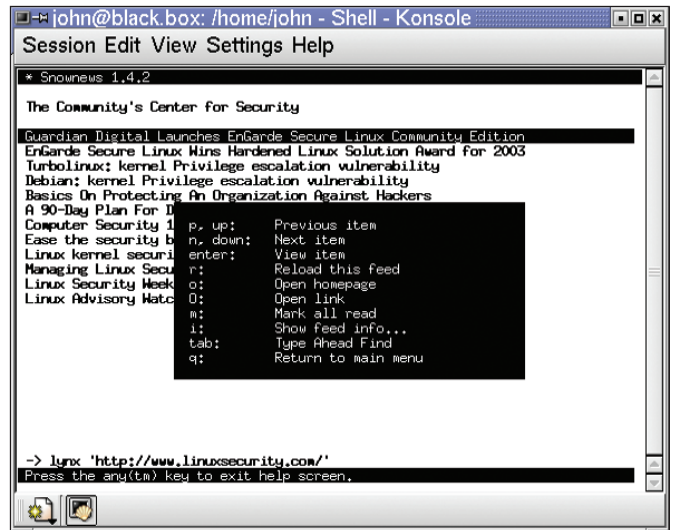 john@black.box: /home/john - Shell - Konsole
Session Edit View Settings Help
* Snownews 1.4.2
The Community's Center for Security
Guardian Digital Launches EnGarde Secure Linux Community Edition
EnGarde Secure Linux Wins Hardened Linux Solution Award for 2003
Turbolinux: kernel Privilege escalation vulnerability
Debian: kernel Privilege escalation vulnerability
Basics On Protecting An Organization Against Hackers
A 90-Day Plan For D
Computer Security 1
p, up: Previous item
Ease the security b
n, down: Next item
Linux kernel securi
enter: View item
Managing Linux Secu
r: Reload this feed
Linux Security Week
o: Open homepage
Linux Advisory Watc
O: Open link
m: Mark all read
i: Show feed info...
tab: Type Ahead Find
q: Return to main menu
-> lynx 'http://www.linuxsecurity.com/'
Press the any(tm) key to exit help screen.